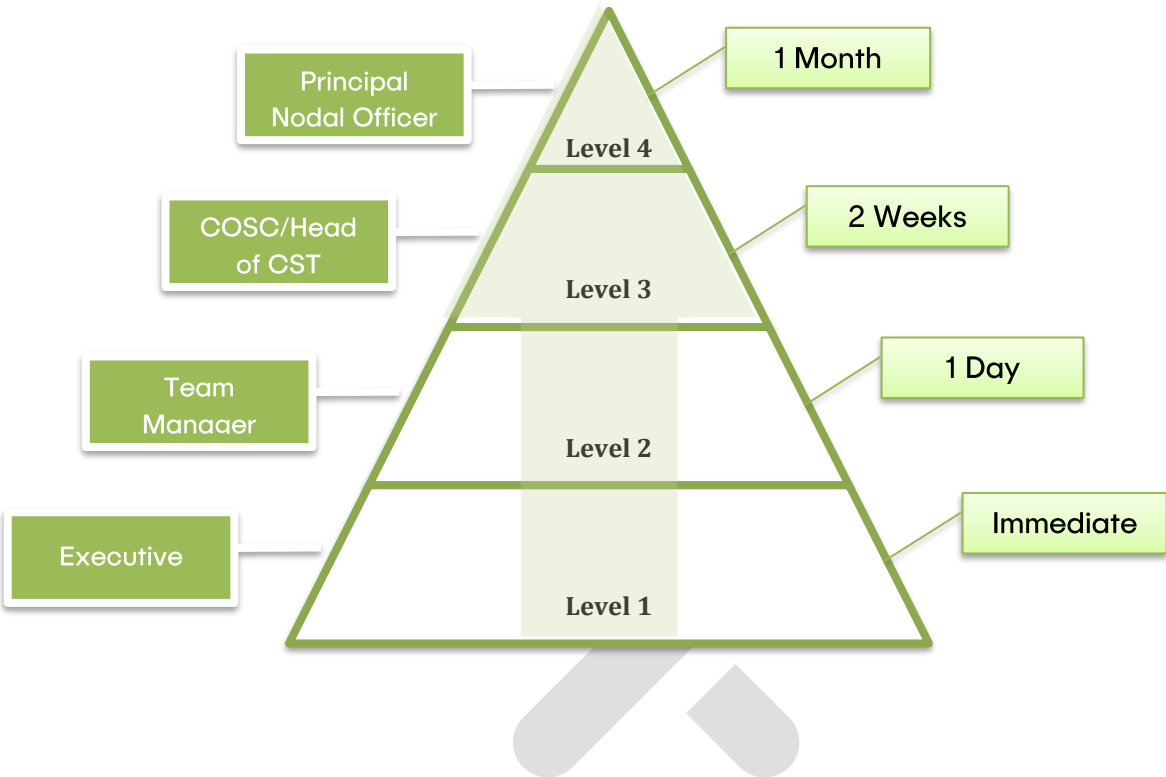 Principal
Nodal Officer
1 Month
Level 4
COSC/Head
of CST
2 Weeks
Level 3
Team
Manager
1 Day
Level 2
Executive
Immediate
Level 1